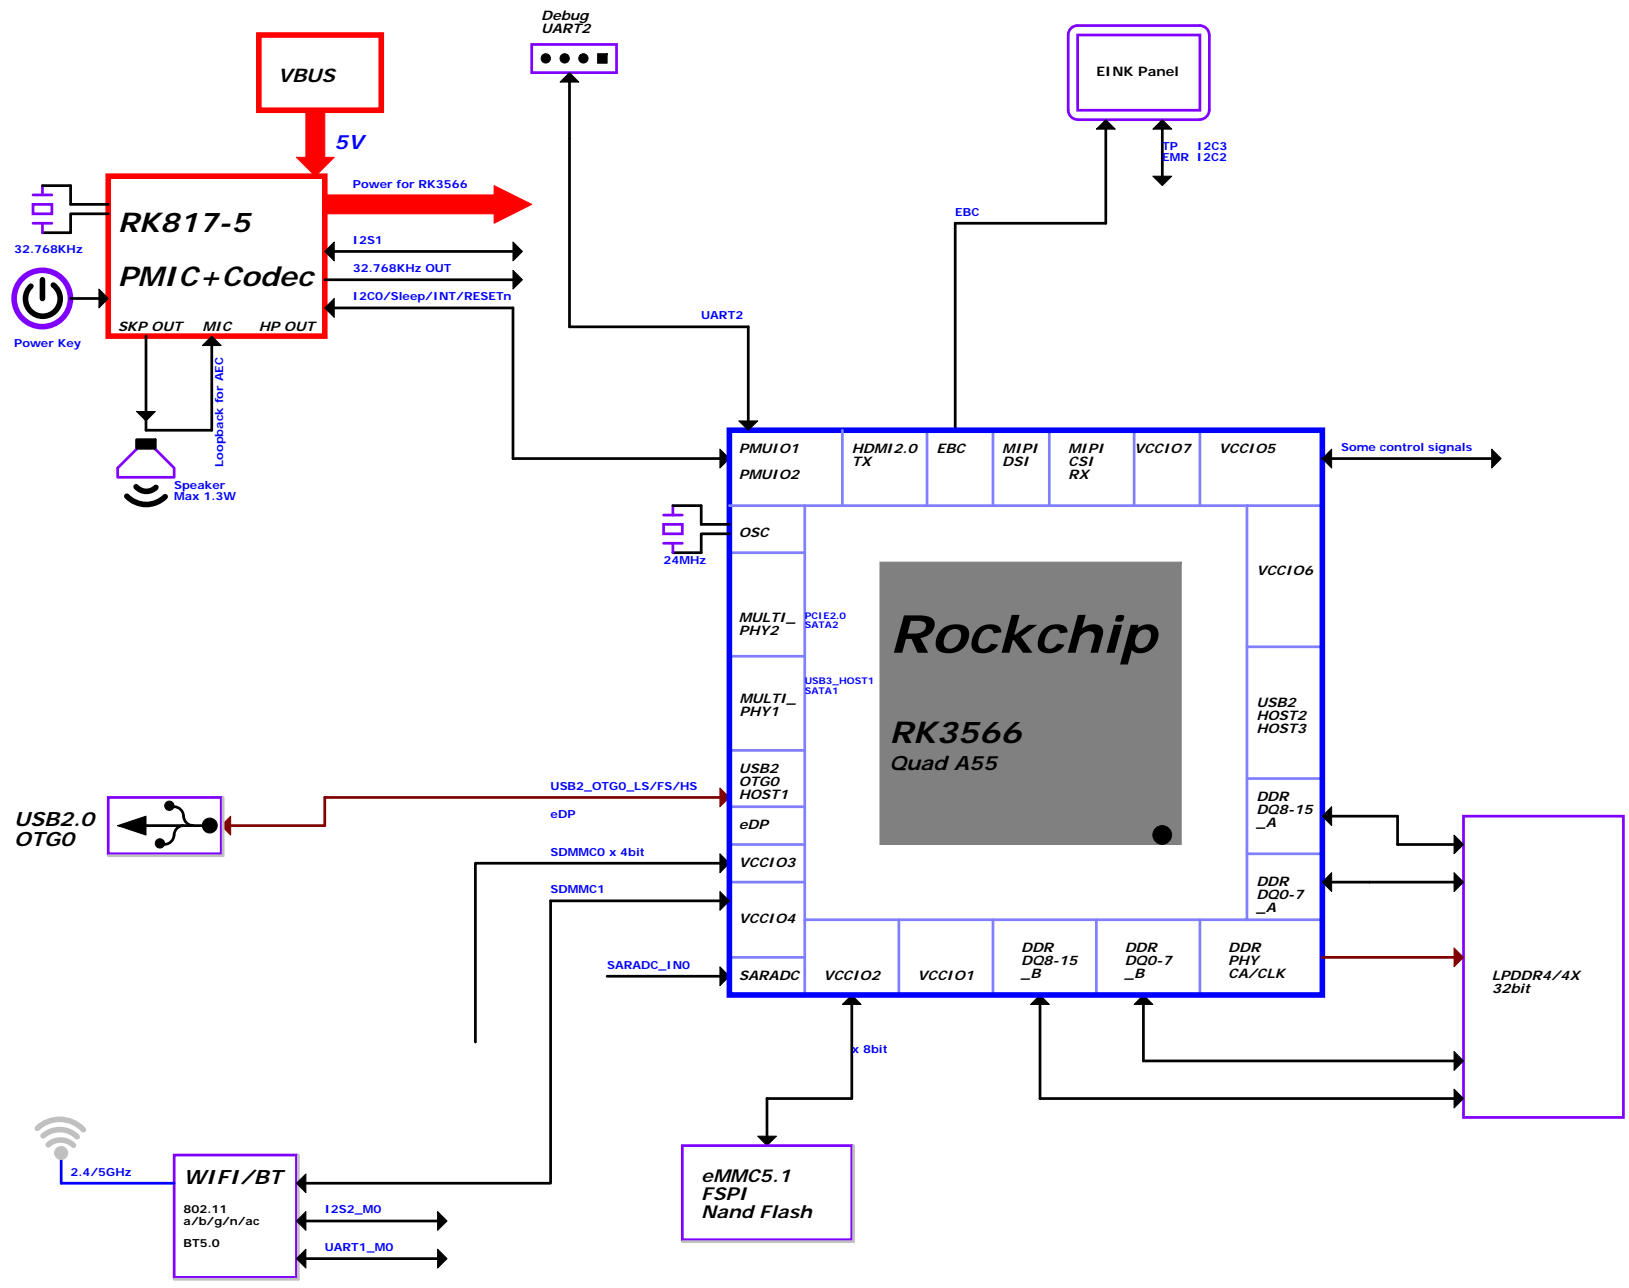 Debug
UART2
VBUS
5V
EINK Panel
TP I2C3
EMR I2C2
Power for RK3566
RK817-5
PMIC+Codec
32.768KHz
I2S1
32.768KHz OUT
I2C0/Sleep/INT/RESETn
EBC
UART2
SKP OUT
MIC
HP OUT
Power Key
Loopback for AEC
Speaker
Max 1.3W
PMUIO1
PMUIO2
HDMI2.0
TX
EBC
MIPI
DSI
MIPI
CSI
RX
VCCIO7
VCCIO5
Some control signals
OSC
24MHz
VCCIO6
MULTI_
PHY2
PCIE2.0
SATA2
Rockchip
MULTI_
PHY1
USB3_HOST1
SATA1
RK3566
Quad A55
USB2
HOST2
HOST3
USB2
OTG0
HOST1
USB2_OTG0_LS/FS/HS
USB2.0
OTG0
eDP
eDP
DDR
DQ8-15
_A
SDMMC0 x 4bit
VCCIO3
DDR
DQ0-7
_A
SDMMC1
VCCIO4
SARADC_IN0
SARADC
VCCIO2
VCCIO1
DDR
DQ8-15
_B
DDR
DQ0-7
_B
DDR
PHY
CA/CLK
LPDDR4/4X
32bit
x 8bit
eMMC5.1
FSPI
Nand Flash
2.4/5GHz
WIFI/BT
802.11
a/b/g/n/ac
BT5.0
I2S2_M0
UART1_M0